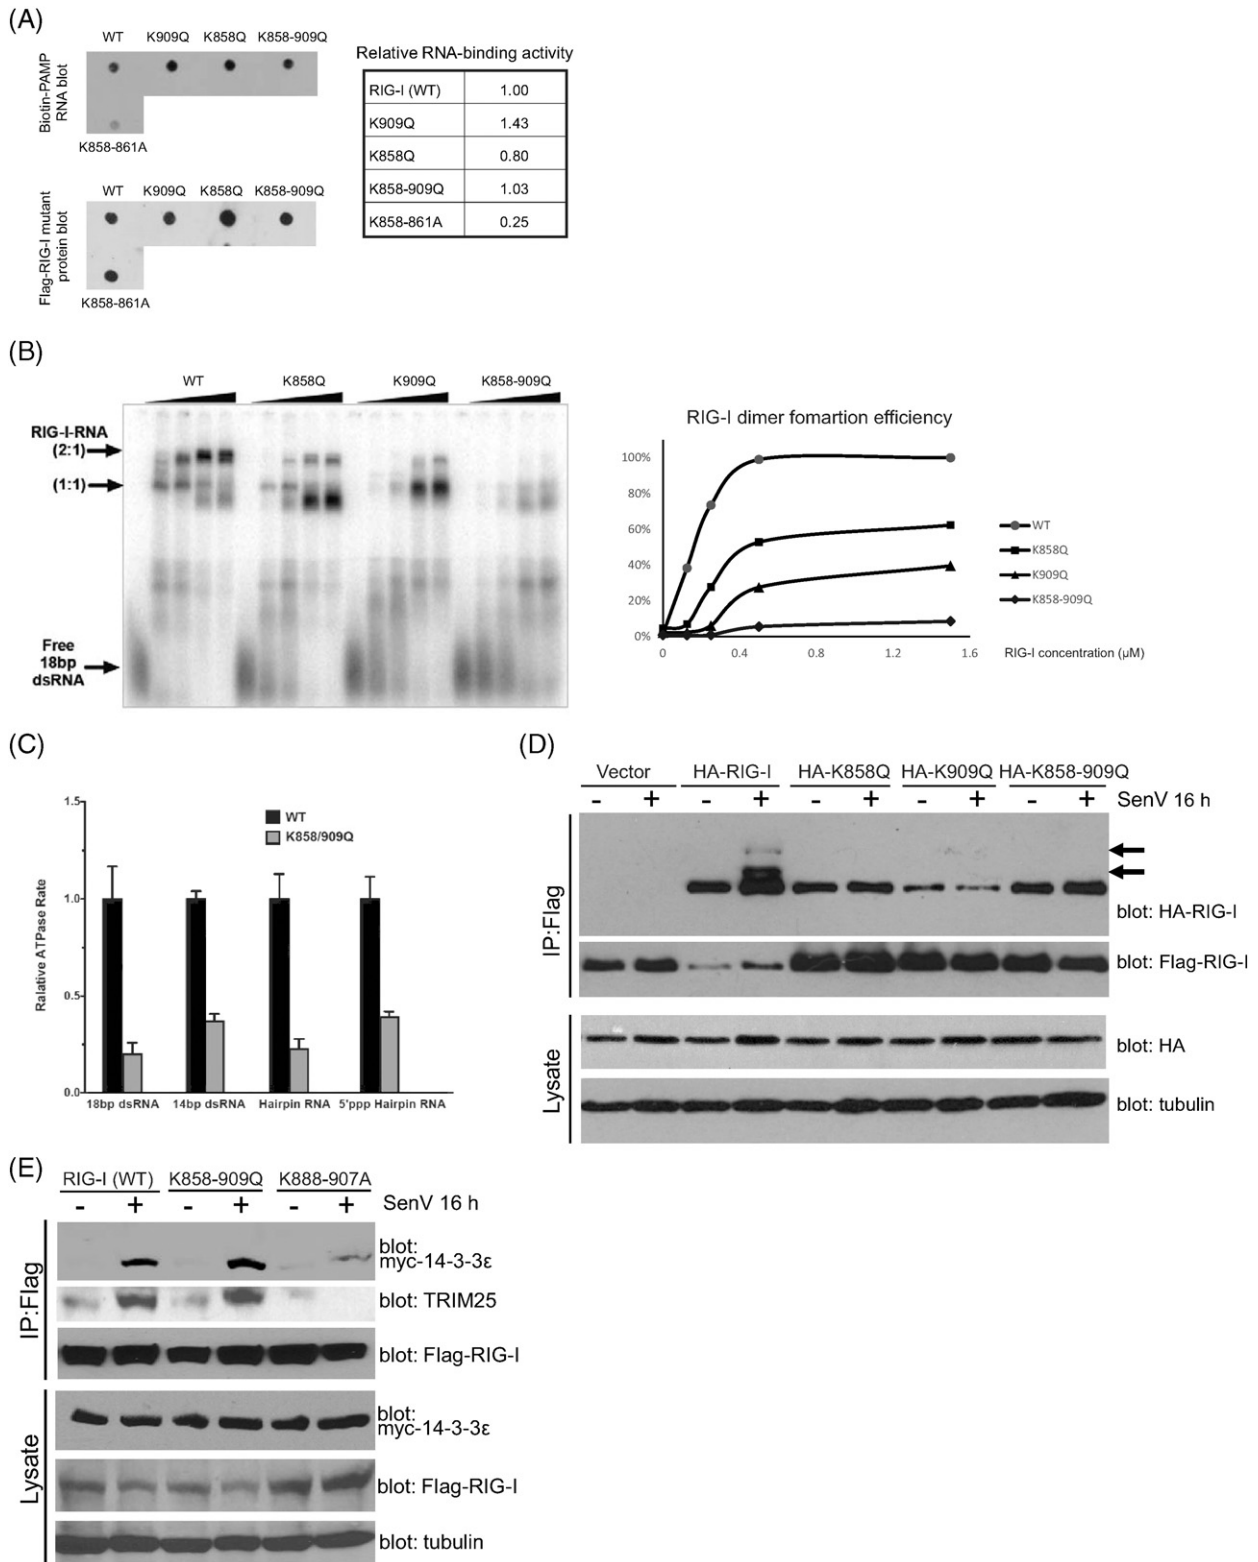 (A)
WT K909Q K858Q K858-909Q
Biotin-PAMP
RNA blot
K858-861A
WT K909Q K858Q K858-909Q
Flag-RIG-I mutant
protein blot
K858-861A
Relative RNA-binding activity
RIG-I (WT) 1.00
K909Q 1.43
K858Q 0.80
K858-909Q 1.03
K858-861A 0.25
(B)
WT K858Q K909Q K858-909Q
RIG-I-RNA
(2:1)
(1:1)
Free
18bp
dsRNA
RIG-I dimer fomartion efficiency
100%
80%
60%
40%
20%
0%
0 0.4 0.8 1.2 1.6
RIG-I concentration (µM)
WT
K858Q
K909Q
K858-909Q
(C)
Ralative ATPase Rate
1.5
1.0
0.5
0.0
WT
K858/909Q
18bp dsRNA 14bp dsRNA Hairpin RNA 5'ppp Hairpin RNA
(D)
Vector HA-RIG-I HA-K858Q HA-K909Q HA-K858-909Q
- + - + - + - + - + SenV 16 h
IP:Flag
blot: HA-RIG-I
blot: Flag-RIG-I
Lysate
blot: HA
blot: tubulin
(E)
RIG-I (WT) K858-909Q K888-907A
- + - + - + SenV 16 h
IP:Flag
blot:
myc-14-3-3ε
blot: TRIM25
blot: Flag-RIG-I
Lysate
blot:
myc-14-3-3ε
blot: Flag-RIG-I
blot: tubulin